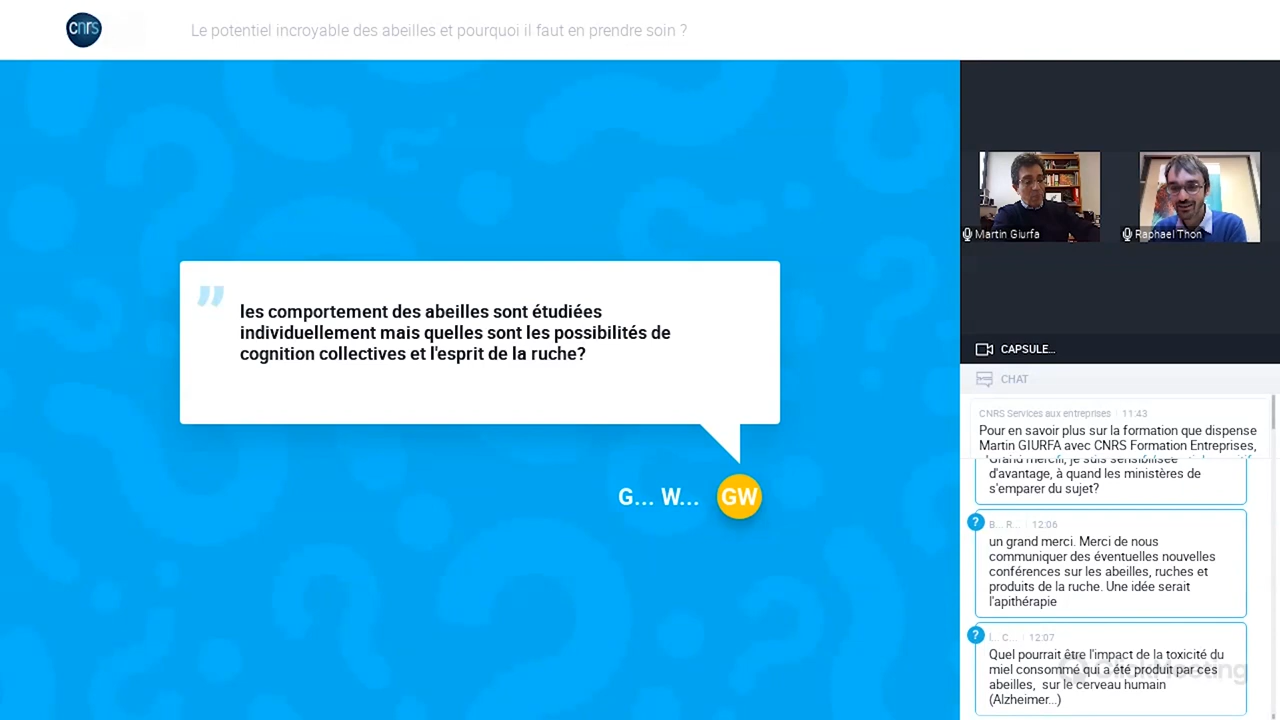 cnrs
Le potentiel incroyable des abeilles et pourquoi il faut en prendre soin ?
les comportement des abeilles sont étudiées
individuellement mais quelles sont les possibilités de
cognition collectives et l'esprit de la ruche?
G... W...
GW
Martin Giurfa
Raphael Thon
CAPSULE...
CHAT
CNRS Services aux entreprises 11:43
Pour en savoir plus sur la formation que dispense
Martin GIURFA avec CNRS Formation Entreprises,
Grand merciii, je suis sensibilisée
d'avantage, à quand les ministères de
s'emparer du sujet?
?
B... R... 12:06
un grand merci. Merci de nous
communiquer des éventuelles nouvelles
conférences sur les abeilles, ruches et
produits de la ruche. Une idée serait
l'apithérapie
?
I... C... 12:07
Quel pourrait être l'impact de la toxicité du
miel consommé qui a été produit par ces
abeilles, sur le cerveau humain
(Alzheimer...)
ClickMeeting